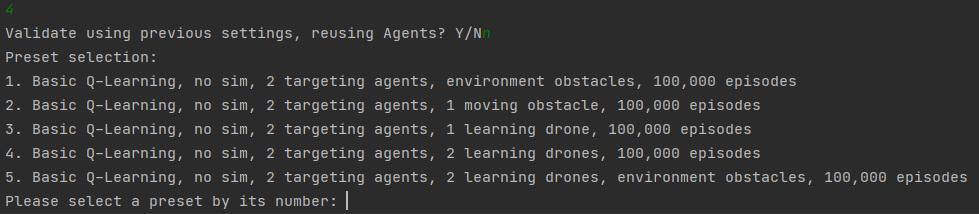 4
Validate using previous settings, reusing Agents? Y/Nn
Preset selection:
1. Basic Q-Learning, no sim, 2 targeting agents, environment obstacles, 100,000 episodes
2. Basic Q-Learning, no sim, 2 targeting agents, 1 moving obstacle, 100,000 episodes
3. Basic Q-Learning, no sim, 2 targeting agents, 1 learning drone, 100,000 episodes
4. Basic Q-Learning, no sim, 2 targeting agents, 2 learning drones, 100,000 episodes
5. Basic Q-Learning, no sim, 2 targeting agents, 2 learning drones, environment obstacles, 100,000 episodes
Please select a preset by its number: